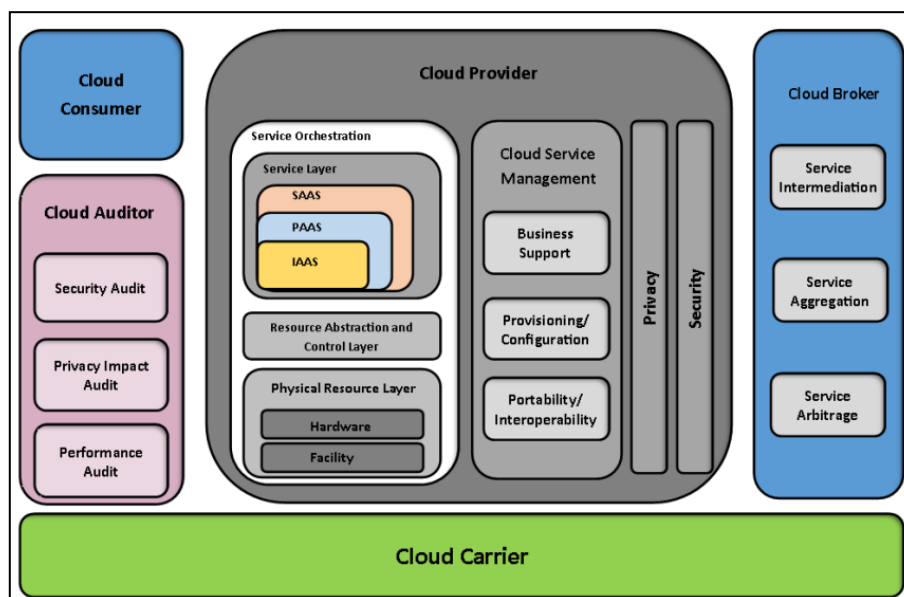 Cloud
Consumer
Cloud Auditor
Security Audit
Privacy Impact
Audit
Performance
Audit
Cloud Provider
Service Orchestration
Service Layer
SAAS
PAAS
IAAS
Resource Abstraction and
Control Layer
Physical Resource Layer
Hardware
Facility
Cloud Service
Management
Business
Support
Provisioning/
Configuration
Portability/
Interoperability
Privacy
Security
Cloud Broker
Service
Intermediation
Service
Aggregation
Service
Arbitrage
Cloud Carrier